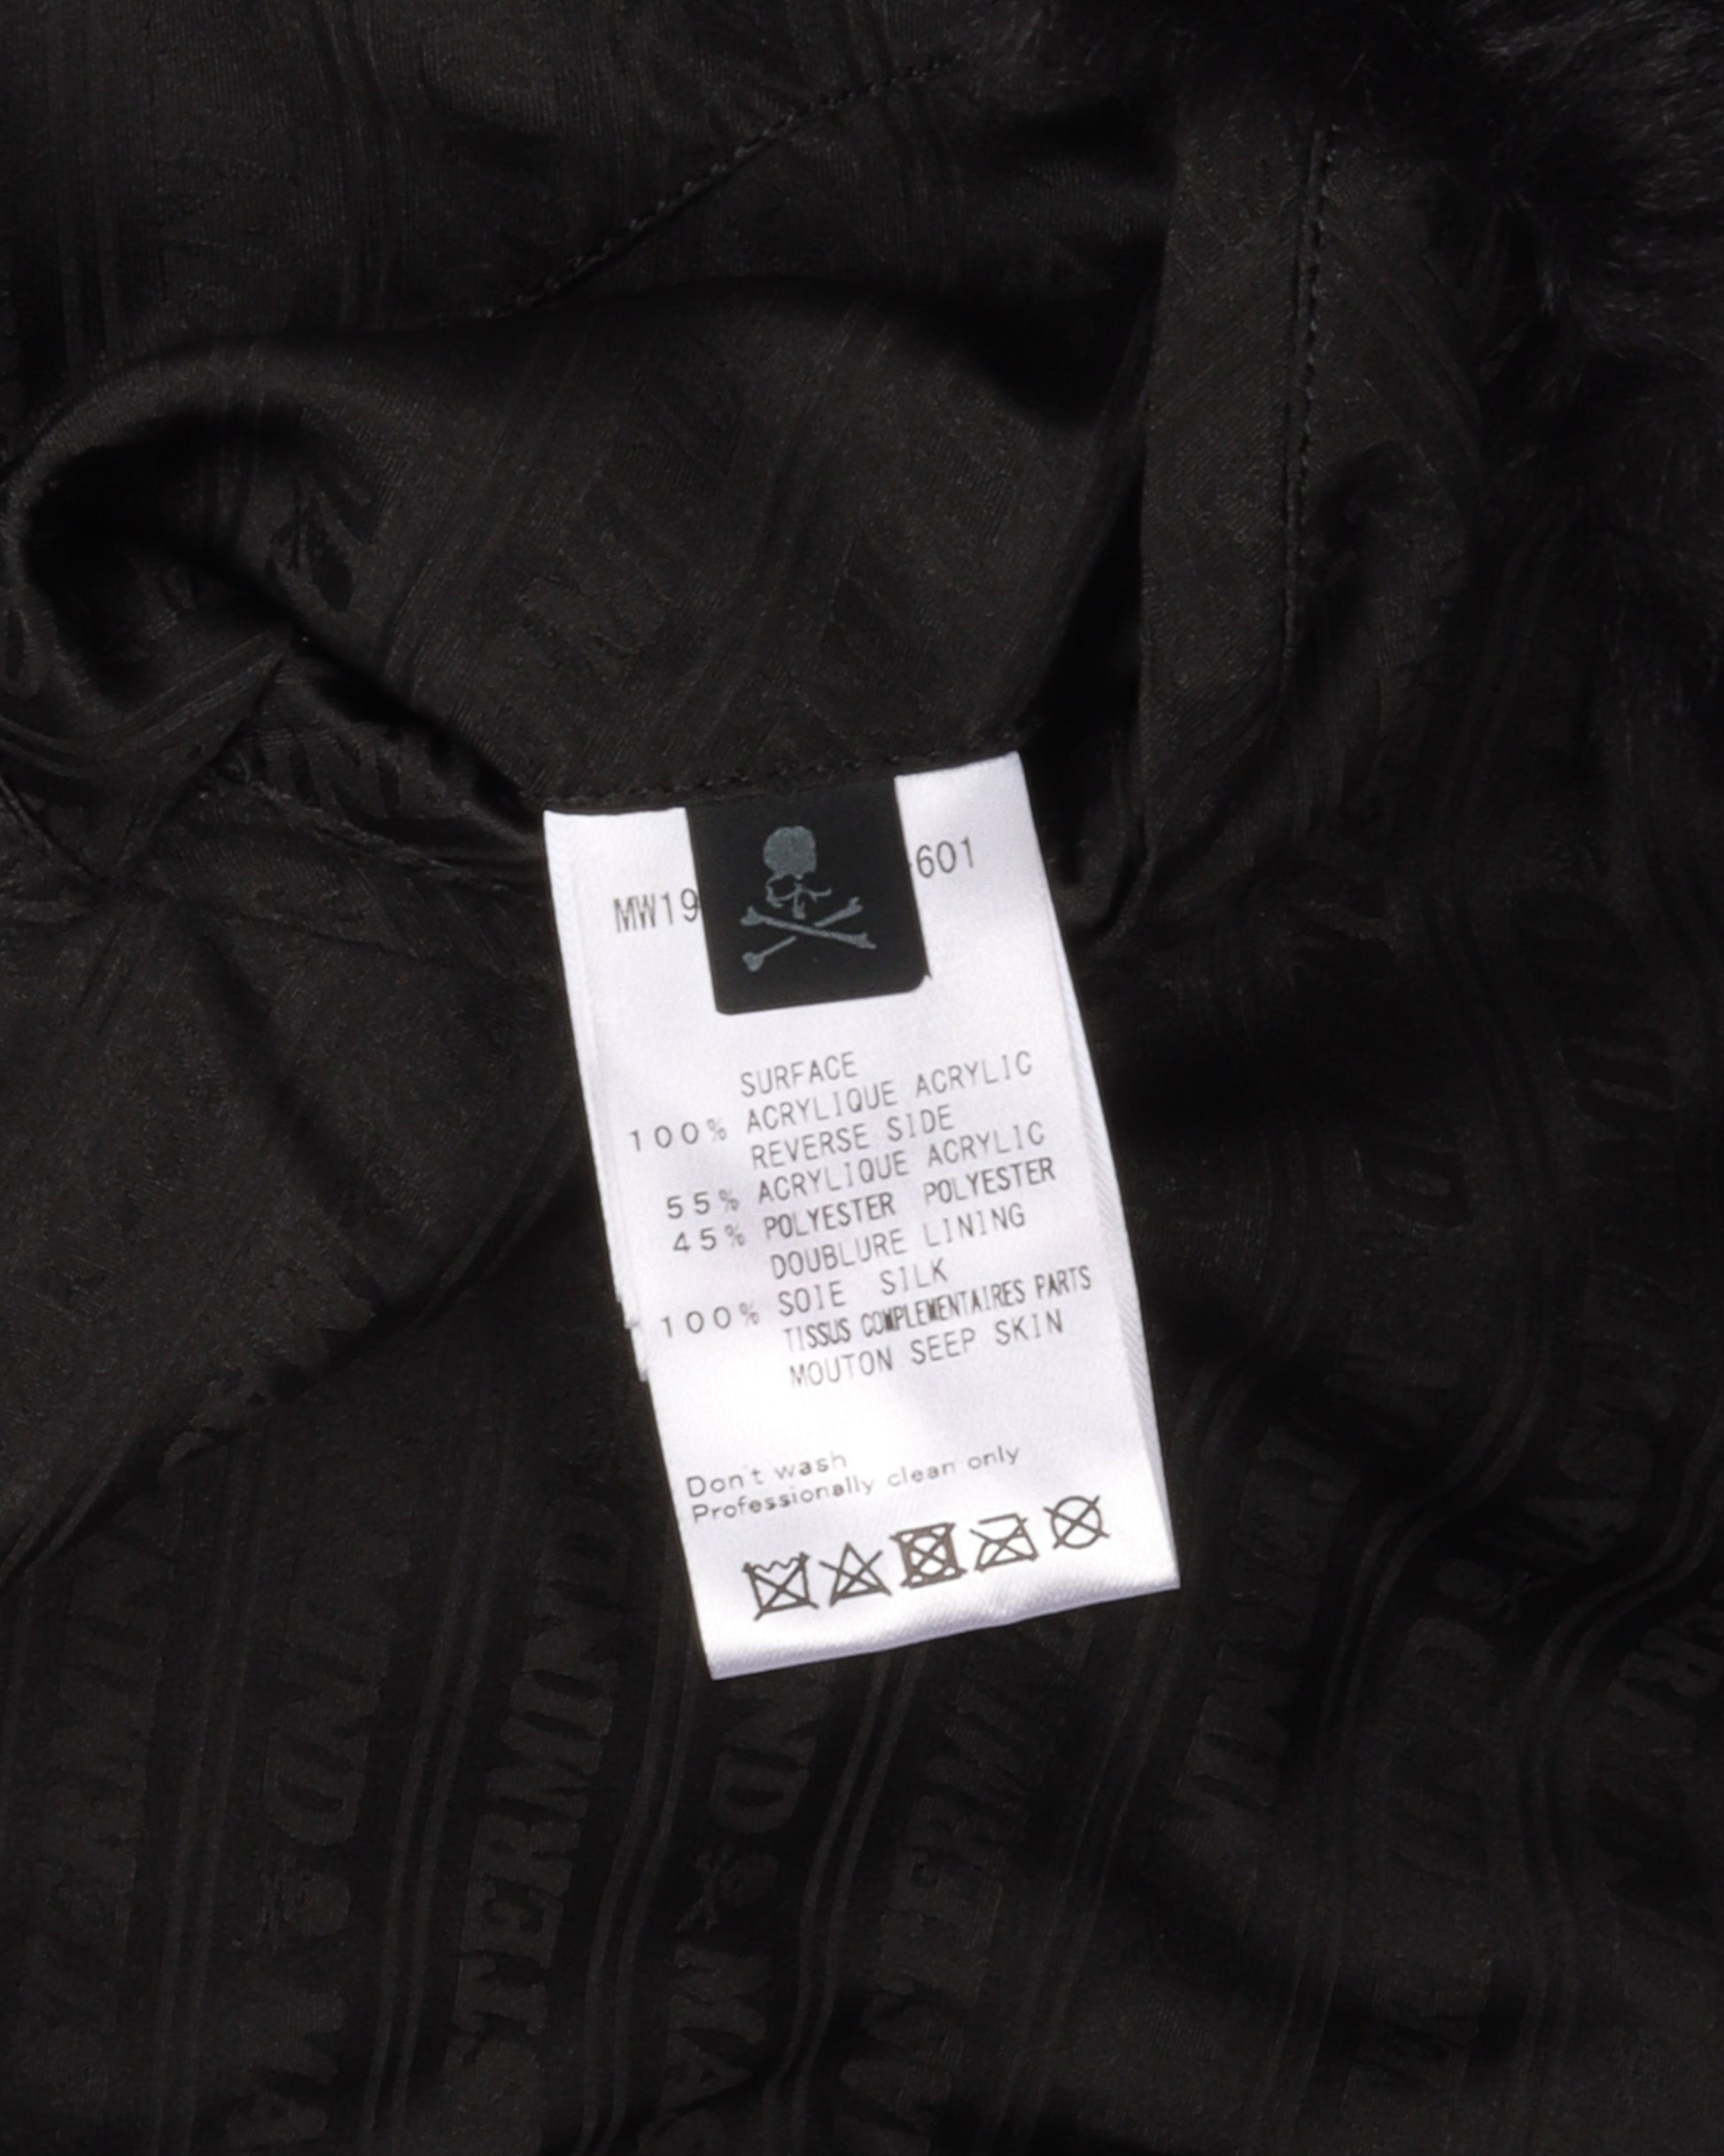 MW19 -601
SURFACE
100% ACRYLIQUE ACRYLIC
REVERSE SIDE
55% ACRYLIQUE ACRYLIC
45% POLYESTER POLYESTER
DOUBLURE LINING
100% SOIE SILK
TISSUS COMPLEMENTAIRES PARTS
MOUTON SEEP SKIN
Don't wash
Professionally clean only